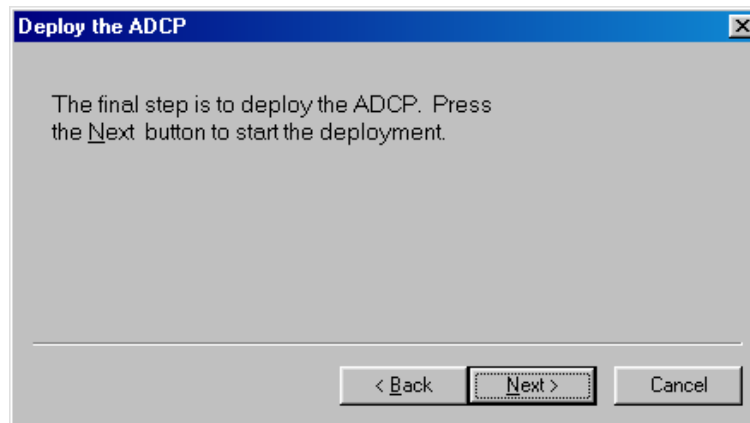 Deploy the ADCP
The final step is to deploy the ADCP. Press
the Next button to start the deployment.
< Back Next > Cancel